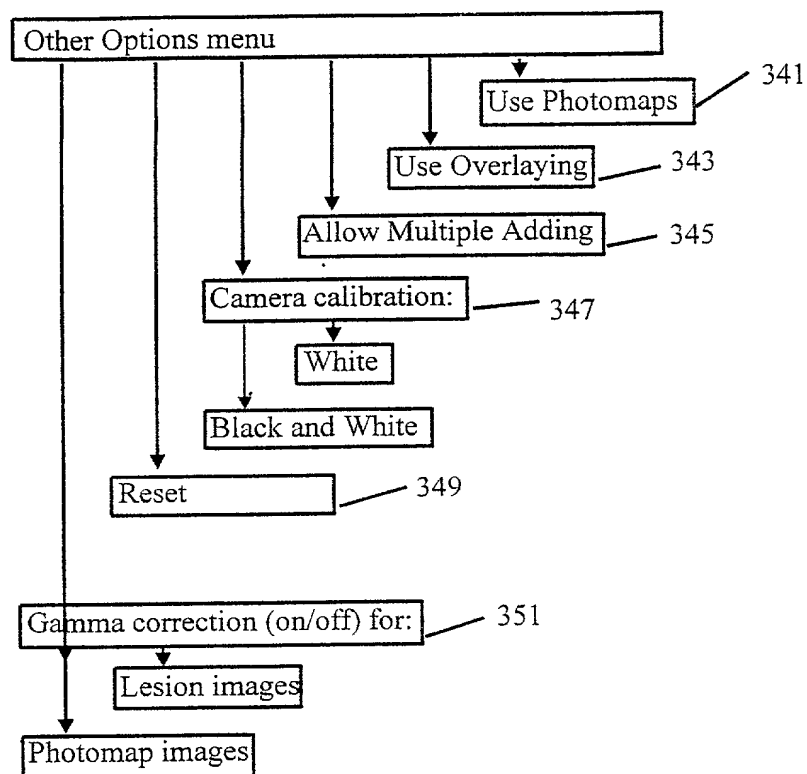 Other Options menu
341
Use Photomaps
Use Overlaying
343
Allow Multiple Adding
345
Camera calibration:
347
White
Black and White
Reset
349
Gamma correction (on/off) for:
351
Lesion images
Photomap images